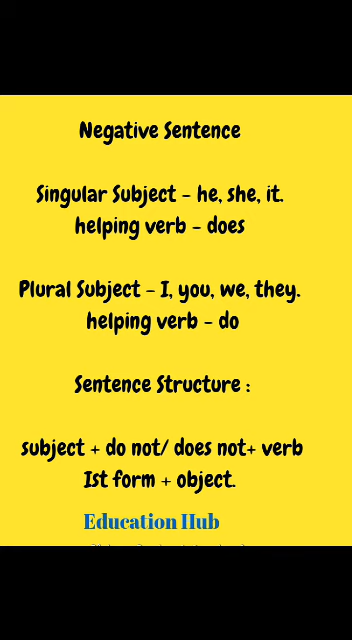 Negative Sentence
Singular Subject - he, she, it.
helping verb - does
Plural Subject - I, you, we, they.
helping verb - do
Sentence Structure :
subject + do not/ does not+ verb
Ist form + object.
Education Hub